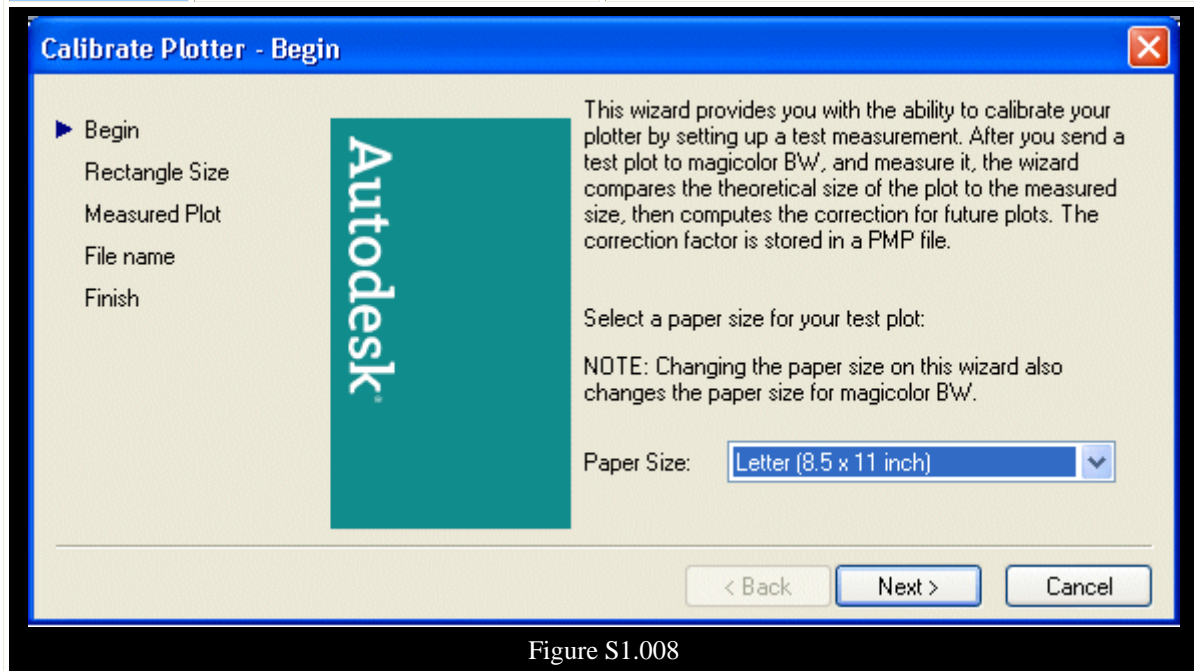 Calibrate Plotter - Begin
Begin
Rectangle Size
Measured Plot
File name
Finish
Autodesk
This wizard provides you with the ability to calibrate your
plotter by setting up a test measurement. After you send a
test plot to magicolor BW, and measure it, the wizard
compares the theoretical size of the plot to the measured
size, then computes the correction for future plots. The
correction factor is stored in a PMP file.
Select a paper size for your test plot:
NOTE: Changing the paper size on this wizard also
changes the paper size for magicolor BW.
Paper Size: Letter (8.5 x 11 inch)
< Back Next > Cancel
Figure S1.008